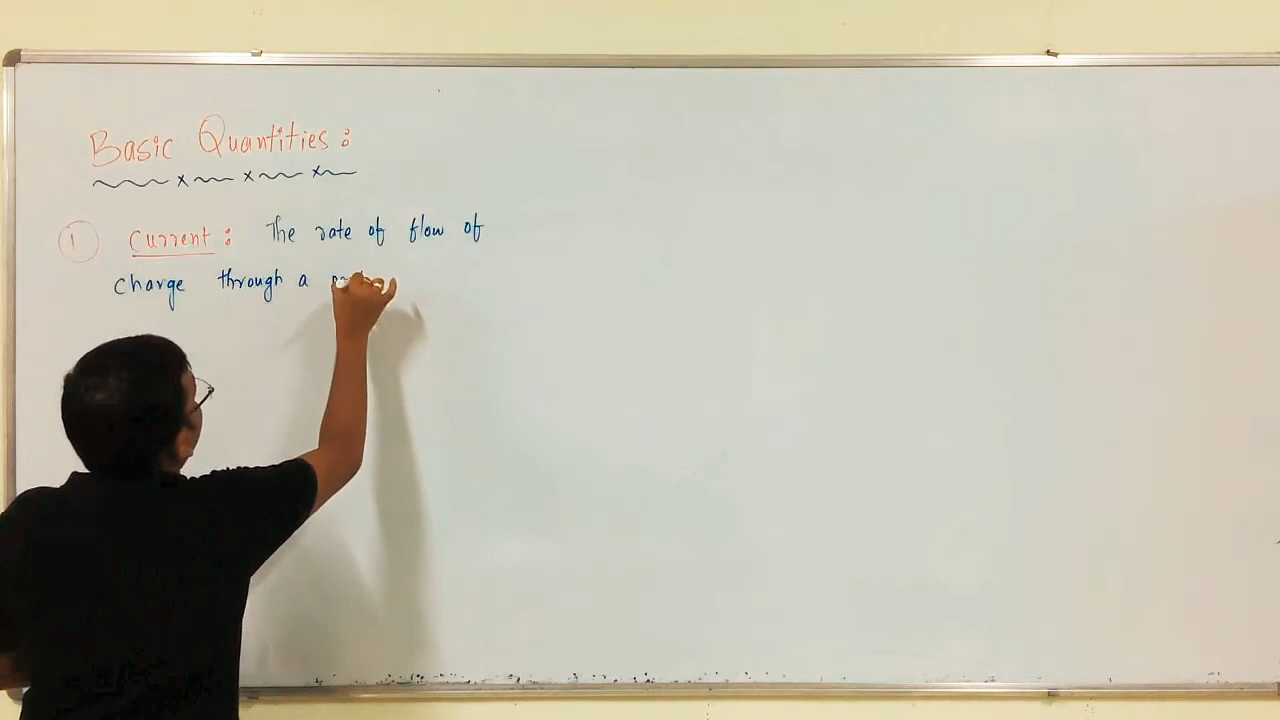 Basic Quantities:
① Current: The rate of flow of
charge through a